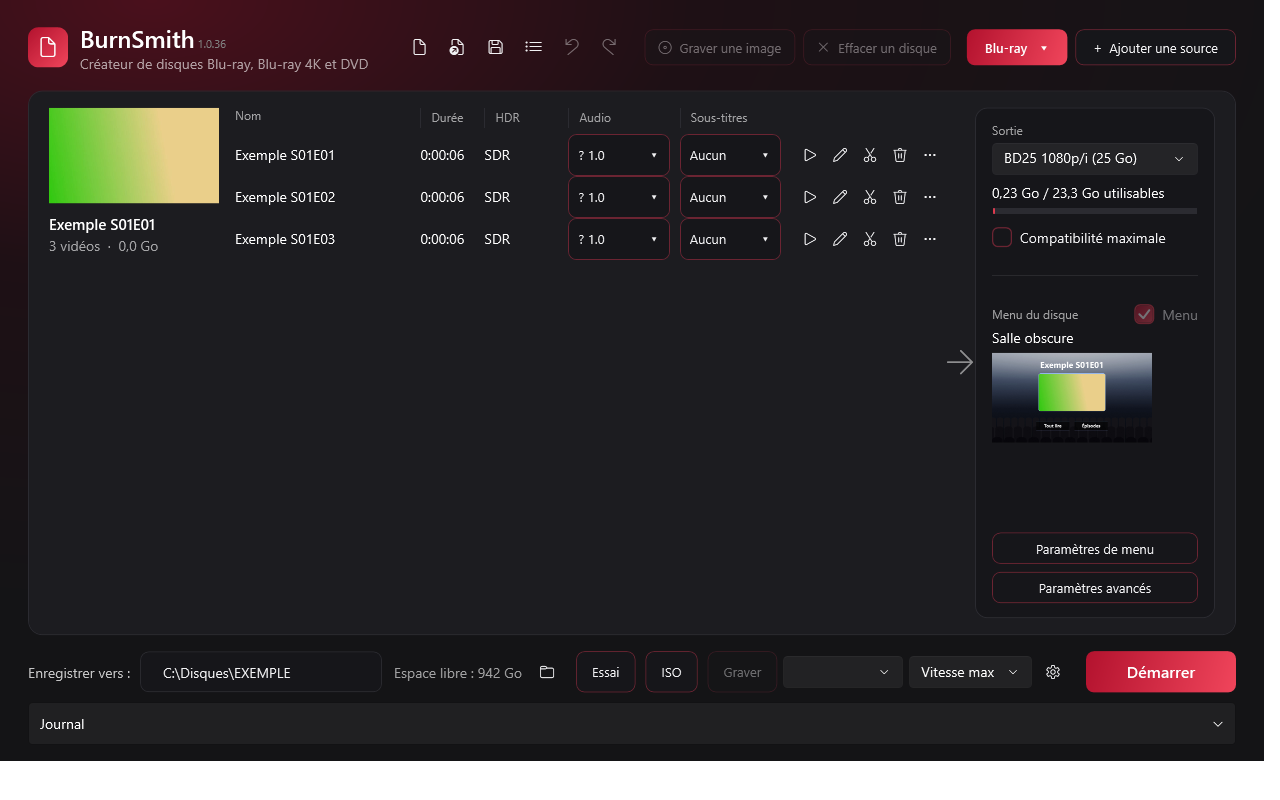 BurnSmith 1.0.36
Créateur de disques Blu-ray, Blu-ray 4K et DVD
Graver une image
Effacer un disque
Blu-ray
+ Ajouter une source
Nom Durée HDR Audio Sous-titres
Exemple S01E01 0:00:06 SDR ? 1.0 Aucun
Exemple S01E02 0:00:06 SDR ? 1.0 Aucun
Exemple S01E03 0:00:06 SDR ? 1.0 Aucun
Exemple S01E01
3 vidéos · 0,0 Go
Sortie
BD25 1080p/i (25 Go)
0,23 Go / 23,3 Go utilisables
Compatibilité maximale
Menu du disque Menu
Salle obscure
Exemple S01E01
Tout lire Épisodes
Paramètres de menu
Paramètres avancés
Enregistrer vers : C:\Disques\EXEMPLE Espace libre : 942 Go Essai ISO Graver Vitesse max Démarrer
Journal